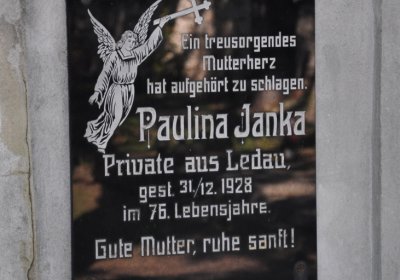 Ein treusorgendes
Mutterherz
hat aufgehört zu schlagen.
Paulina Janka
Private aus Ledau,
gest. 31/12. 1928
im 76. Lebensjahre.
Gute Mutter, ruhe sanft!